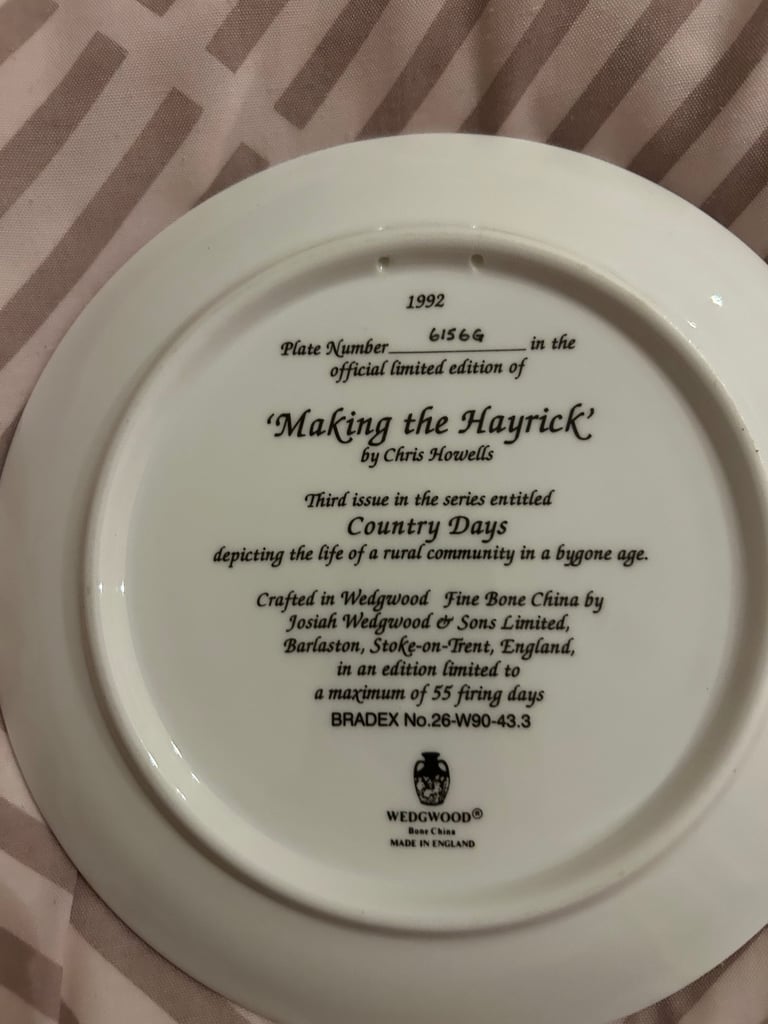 1992
Plate Number 6156G in the
official limited edition of
‘Making the Hayrick’
by Chris Howells
Third issue in the series entitled
Country Days
depicting the life of a rural community in a bygone age.
Crafted in Wedgwood Fine Bone China by
Josiah Wedgwood & Sons Limited,
Barlaston, Stoke-on-Trent, England,
in an edition limited to
a maximum of 55 firing days
BRADEX No.26-W90-43.3
WEDGWOOD®
Bone China
MADE IN ENGLAND